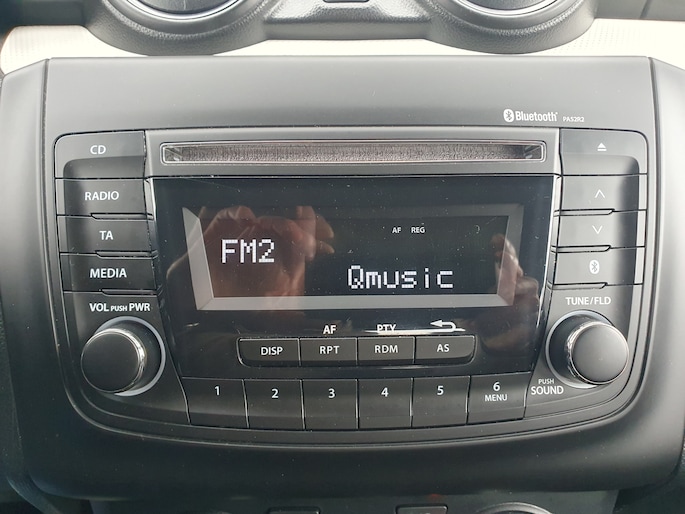 Bluetooth® PA52R2
CD
RADIO
TA
MEDIA
AF REG
FM2
Qmusic
VOL PUSH PWR
TUNE/FLD
AF PTY
DISP RPT RDM AS
1 2 3 4 5 6
MENU
PUSH
SOUND